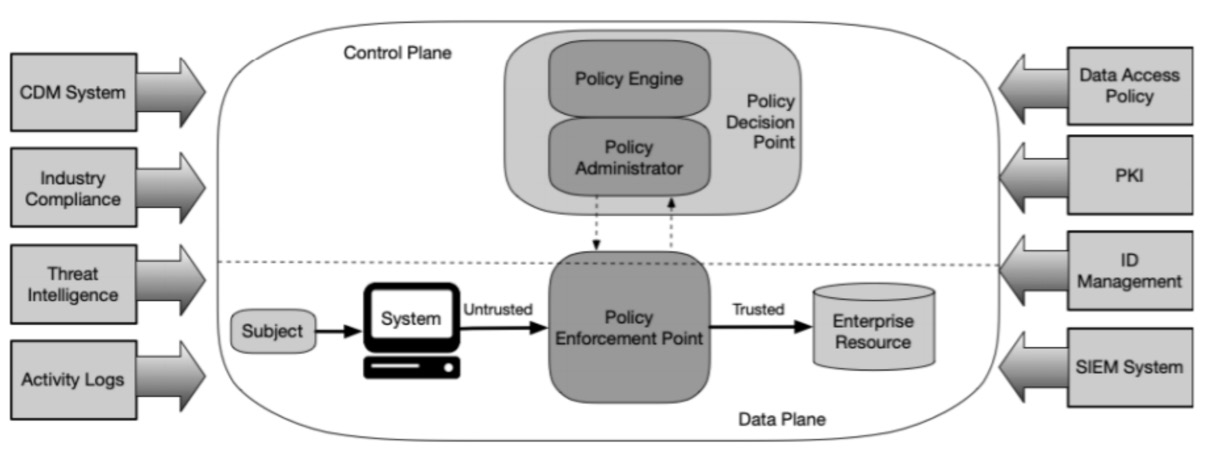 Control Plane
CDM System
Industry
Compliance
Threat
Intelligence
Activity Logs
Policy Engine
Policy
Administrator
Policy
Decision
Point
Subject
System
Untrusted
Policy
Enforcement Point
Trusted
Enterprise
Resource
Data Plane
Data Access
Policy
PKI
ID
Management
SIEM System